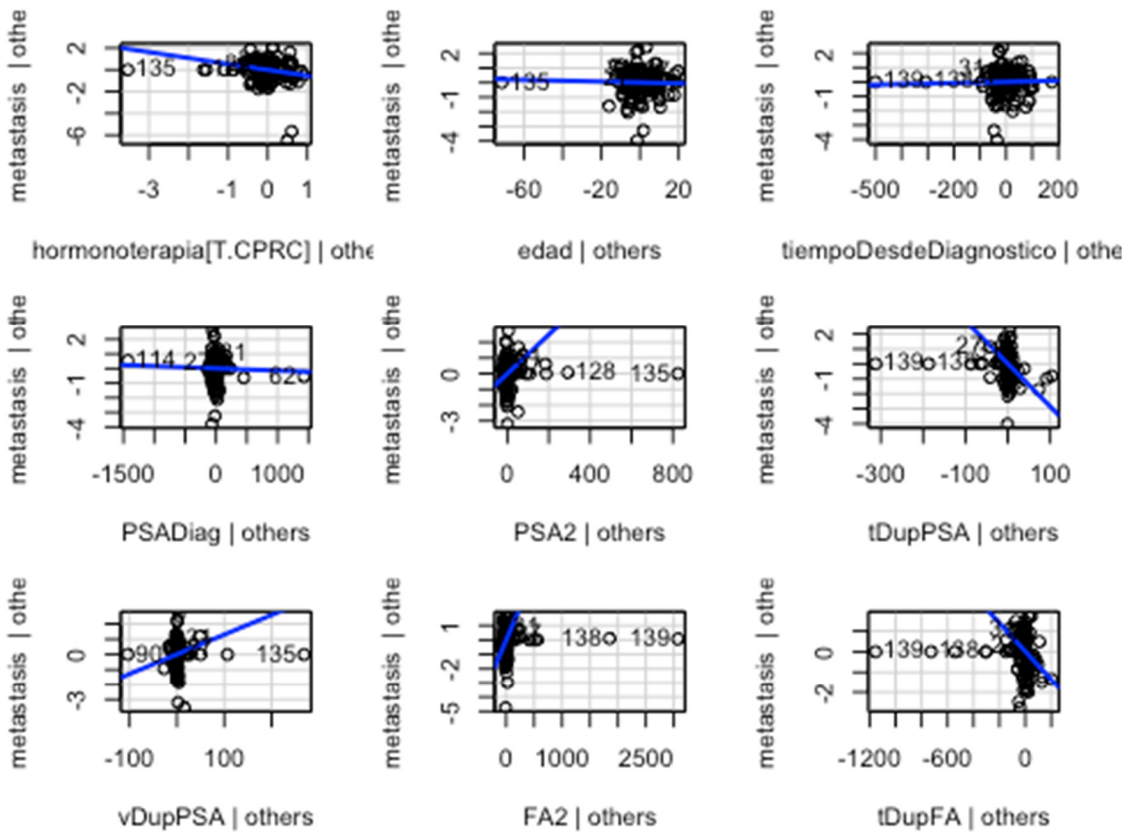 metastasis | othe
2
-2
-6
135
-3 -1 0 1
hormonoterapia[T.CPRC] | othe
metastasis | othe
2
-1
-4
135
-60 -20 20
edad | others
metastasis | othe
2
-1
-4
139
31
-500 -200 0 200
tiempoDesdeDiagnostico | othe
metastasis | othe
2
-1
-4
114
62
-1500 0 1000
PSADiag | others
metastasis | othe
0
-3
128
135
0 400 800
PSA2 | others
metastasis | othe
2
-1
-4
27
139
-300 -100 0 100
tDupPSA | others
metastasis | othe
0
-3
90
135
-100 100
vDupPSA | others
metastasis | othe
1
-2
-5
138
139
0 1000 2500
FA2 | others
metastasis | othe
0
-2
139
138
-1200 -600 0
tDupFA | others